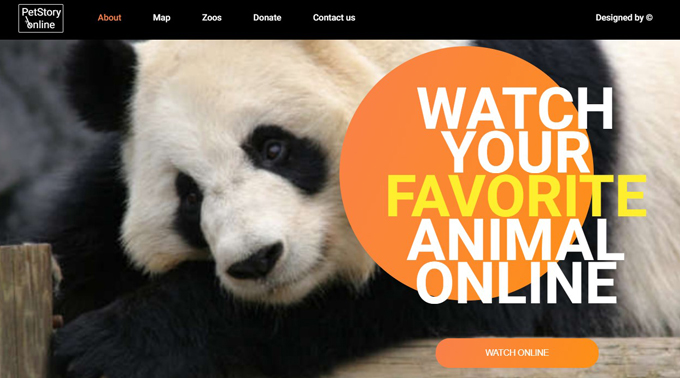 PetStory
online
About Map Zoos Donate Contact us Designed by ©
WATCH
YOUR
FAVORITE
ANIMAL
ONLINE
WATCH ONLINE